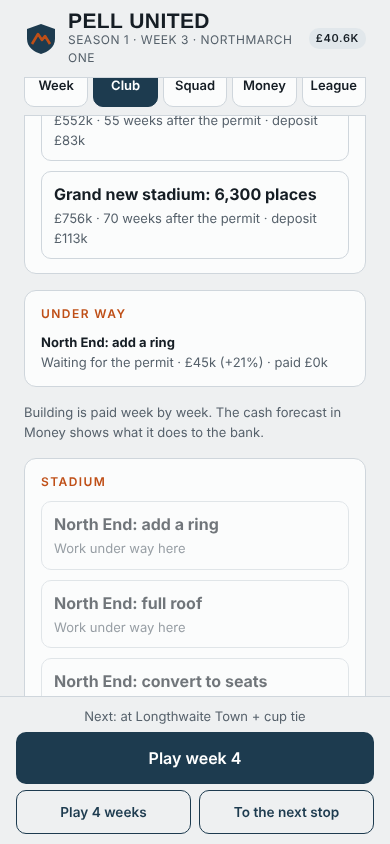 PELL UNITED
SEASON 1 · WEEK 3 · NORTHMARCH
ONE
£40.6K
Week
Club
Squad
Money
League
£552k · 55 weeks after the permit · deposit
£83k
Grand new stadium: 6,300 places
£756k · 70 weeks after the permit · deposit
£113k
UNDER WAY
North End: add a ring
Waiting for the permit · £45k (+21%) · paid £0k
Building is paid week by week. The cash forecast in
Money shows what it does to the bank.
STADIUM
North End: add a ring
Work under way here
North End: full roof
Work under way here
North End: convert to seats
Next: at Longthwaite Town + cup tie
Play week 4
Play 4 weeks
To the next stop